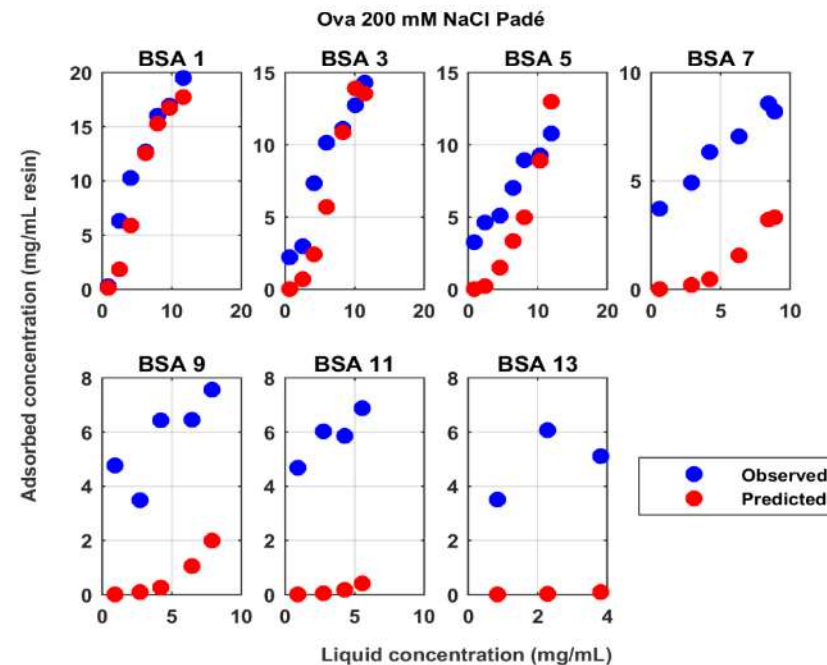 Ova 200 mM NaCl Padé
BSA 1
BSA 3
BSA 5
BSA 7
20
15
10
5
0
0 10 20
15
10
5
0
0 10 20
15
10
5
0
0 10 20
10
5
0
0 5 10
Adsorbed concentration (mg/mL resin)
BSA 9
BSA 11
BSA 13
8
6
4
2
0
0 5 10
8
6
4
2
0
0 5 10
8
6
4
2
0
0 2 4
Observed
Predicted
Liquid concentration (mg/mL)